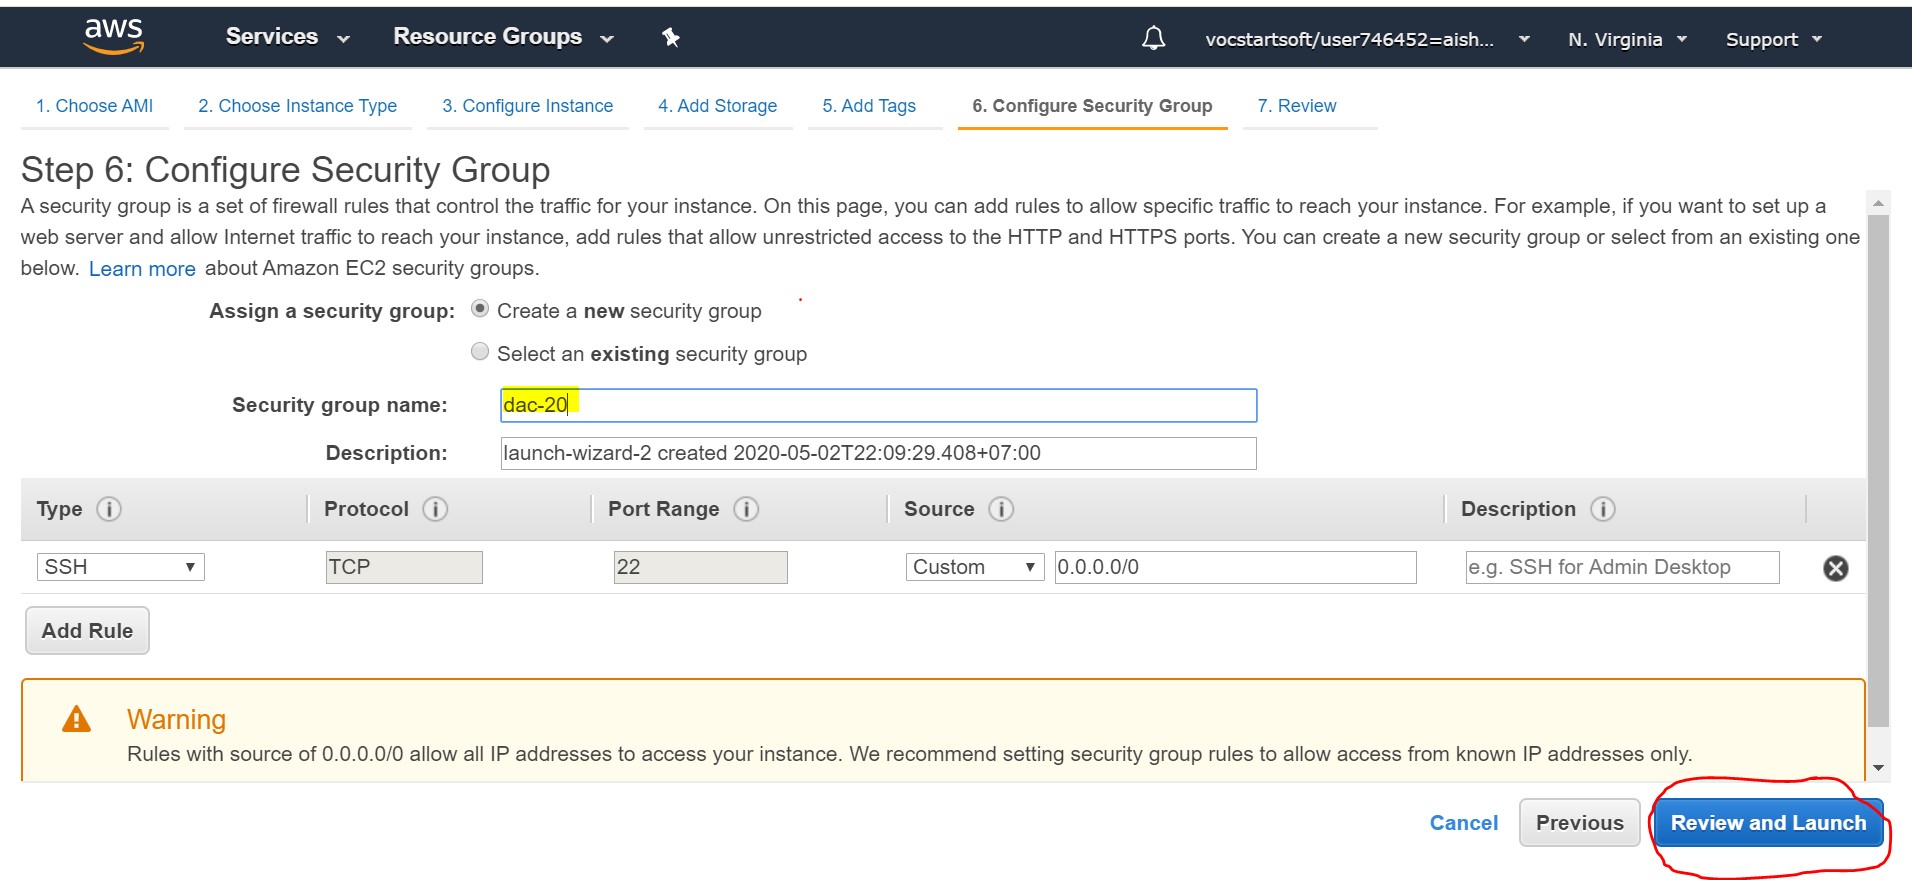 aws Services Resource Groups vocstartsoft/user746452=aish... N. Virginia Support
1. Choose AMI 2. Choose Instance Type 3. Configure Instance 4. Add Storage 5. Add Tags 6. Configure Security Group 7. Review
Step 6: Configure Security Group
A security group is a set of firewall rules that control the traffic for your instance. On this page, you can add rules to allow specific traffic to reach your instance. For example, if you want to set up a
web server and allow Internet traffic to reach your instance, add rules that allow unrestricted access to the HTTP and HTTPS ports. You can create a new security group or select from an existing one
below. Learn more about Amazon EC2 security groups.
Assign a security group: Create a new security group
Select an existing security group
Security group name: dac-20
Description: launch-wizard-2 created 2020-05-02T22:09:29.408+07:00
Type i Protocol i Port Range i Source i Description i
SSH TCP 22 Custom 0.0.0.0/0 e.g. SSH for Admin Desktop
Add Rule
Warning
Rules with source of 0.0.0.0/0 allow all IP addresses to access your instance. We recommend setting security group rules to allow access from known IP addresses only.
Cancel Previous Review and Launch